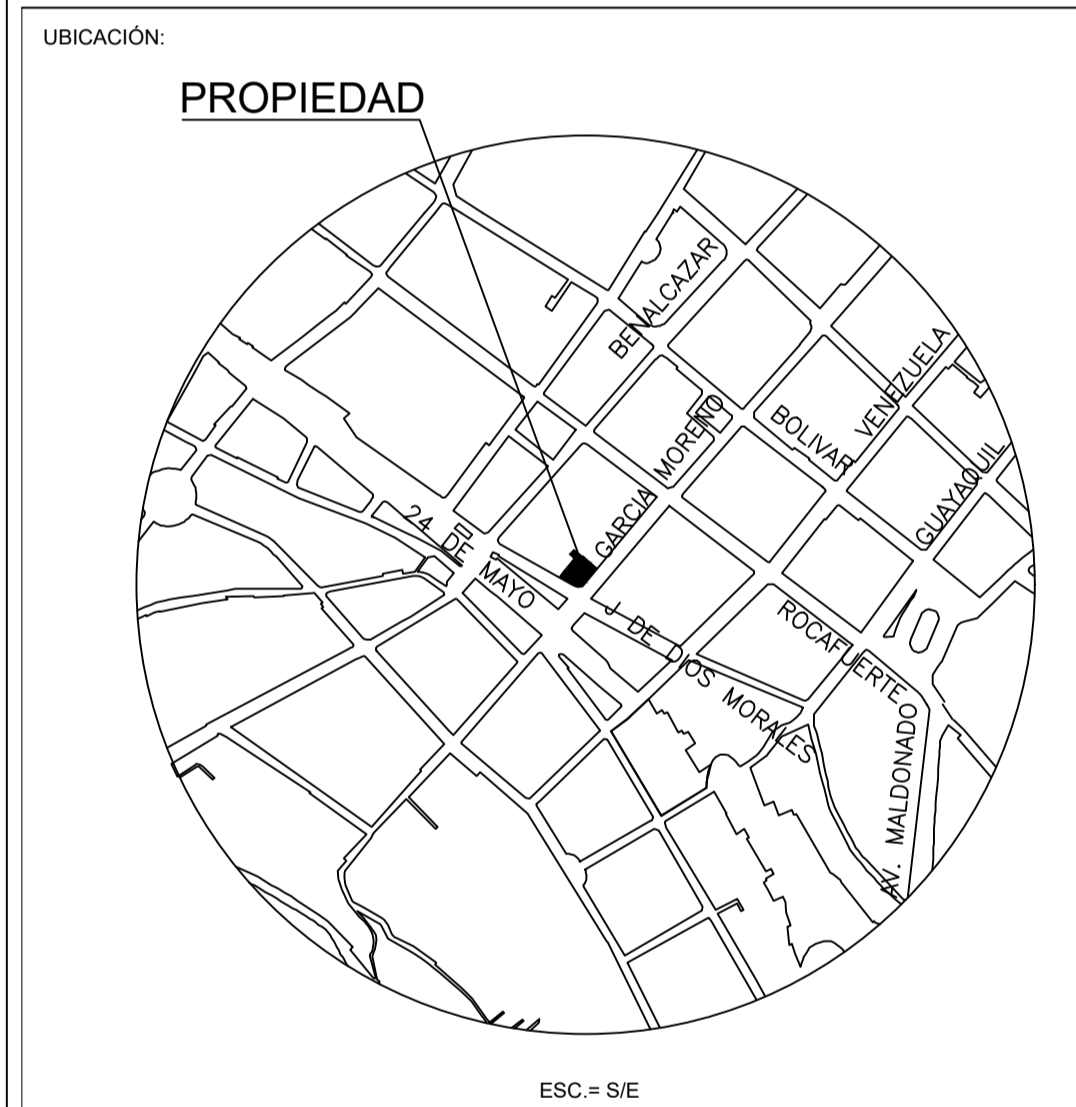 UBICACIÓN:
PROPIEDAD
BENALCAZAR
GARCIA MORENO
BOLIVAR
VENEZUELA
GUAYAQUIL
24 DE MAYO
J DE DIOS MORALES
ROCAFUERTE
AV. MALDONADO
ESC.= S/E